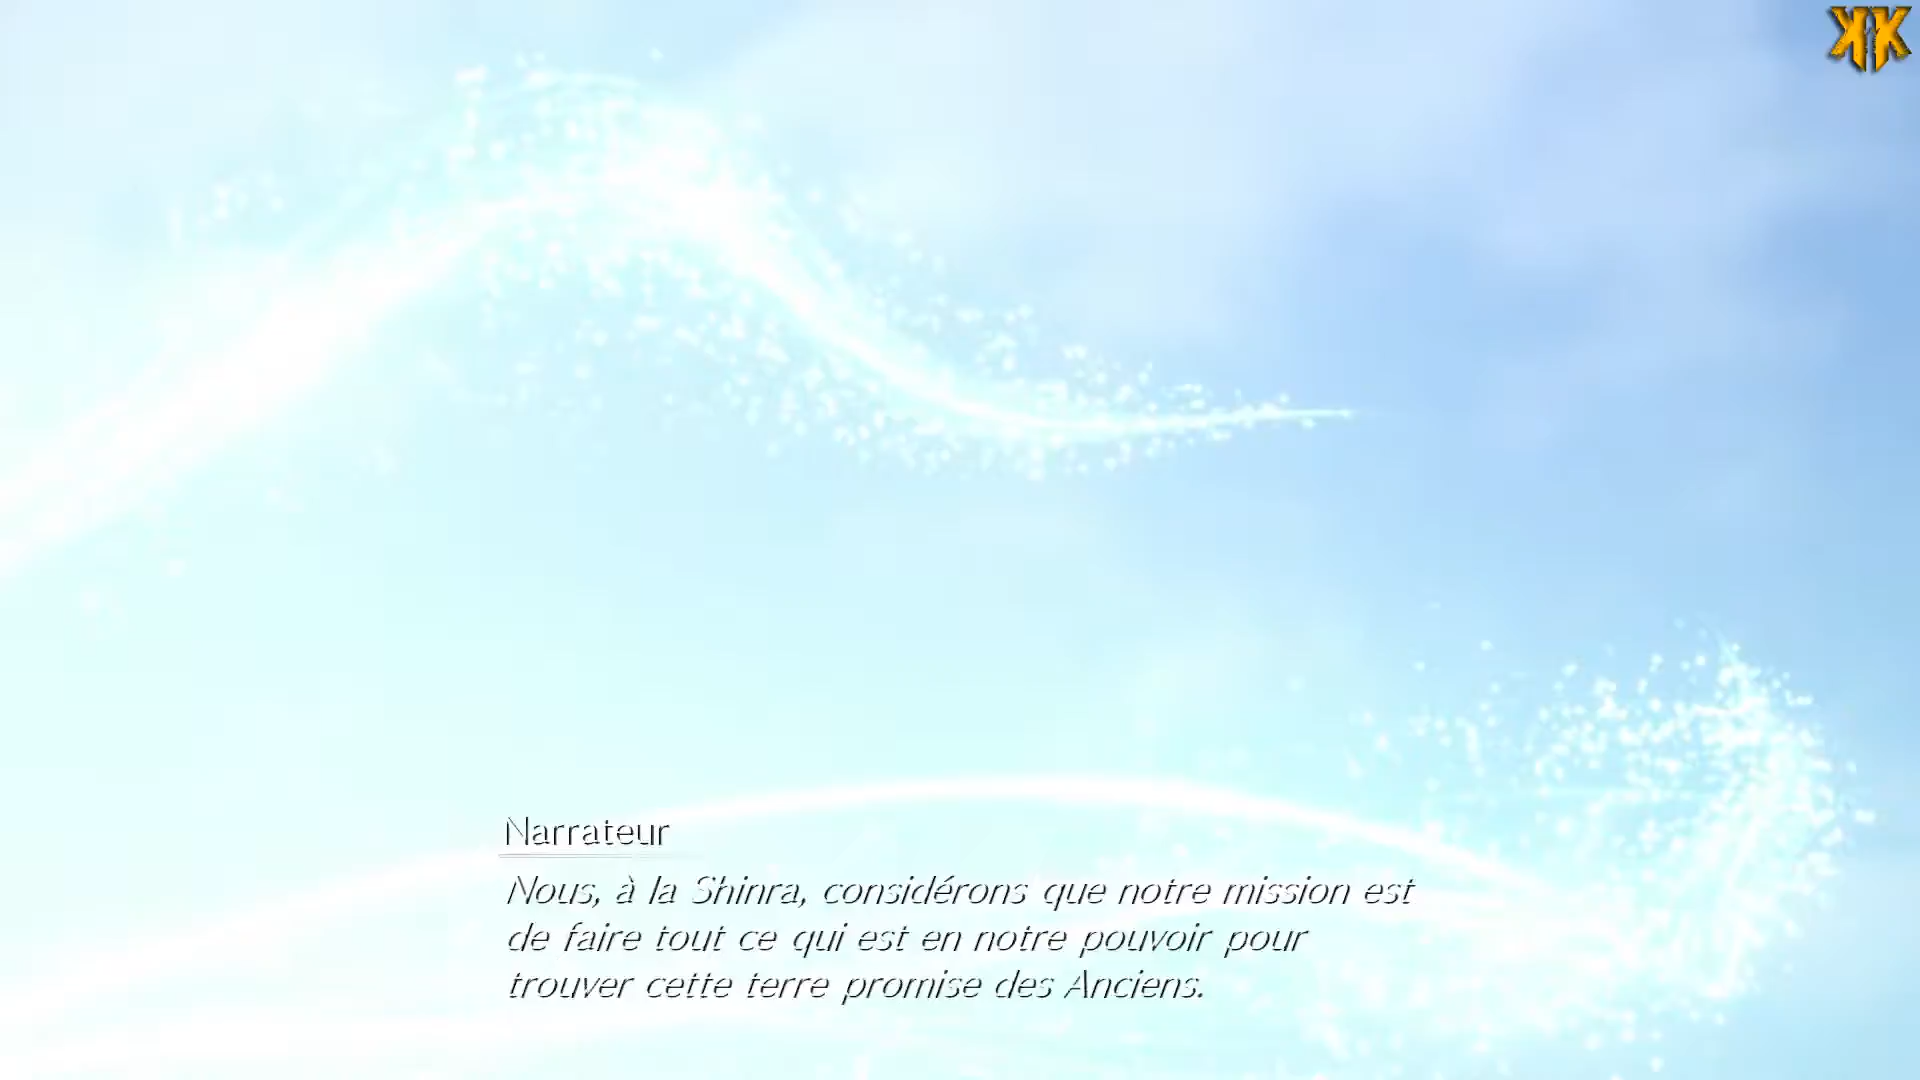 KK
Narrateur
Nous, à la Shinra, considérons que notre mission est
de faire tout ce qui est en notre pouvoir pour
trouver cette terre promise des Anciens.